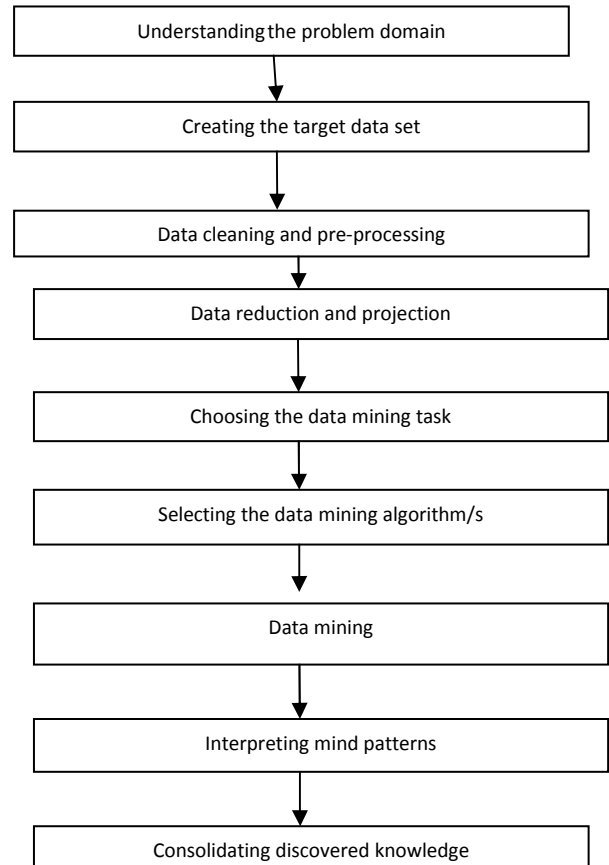 Understanding the problem domain
Creating the target data set
Data cleaning and pre-processing
Data reduction and projection
Choosing the data mining task
Selecting the data mining algorithm/s
Data mining
Interpreting mind patterns
Consolidating discovered knowledge